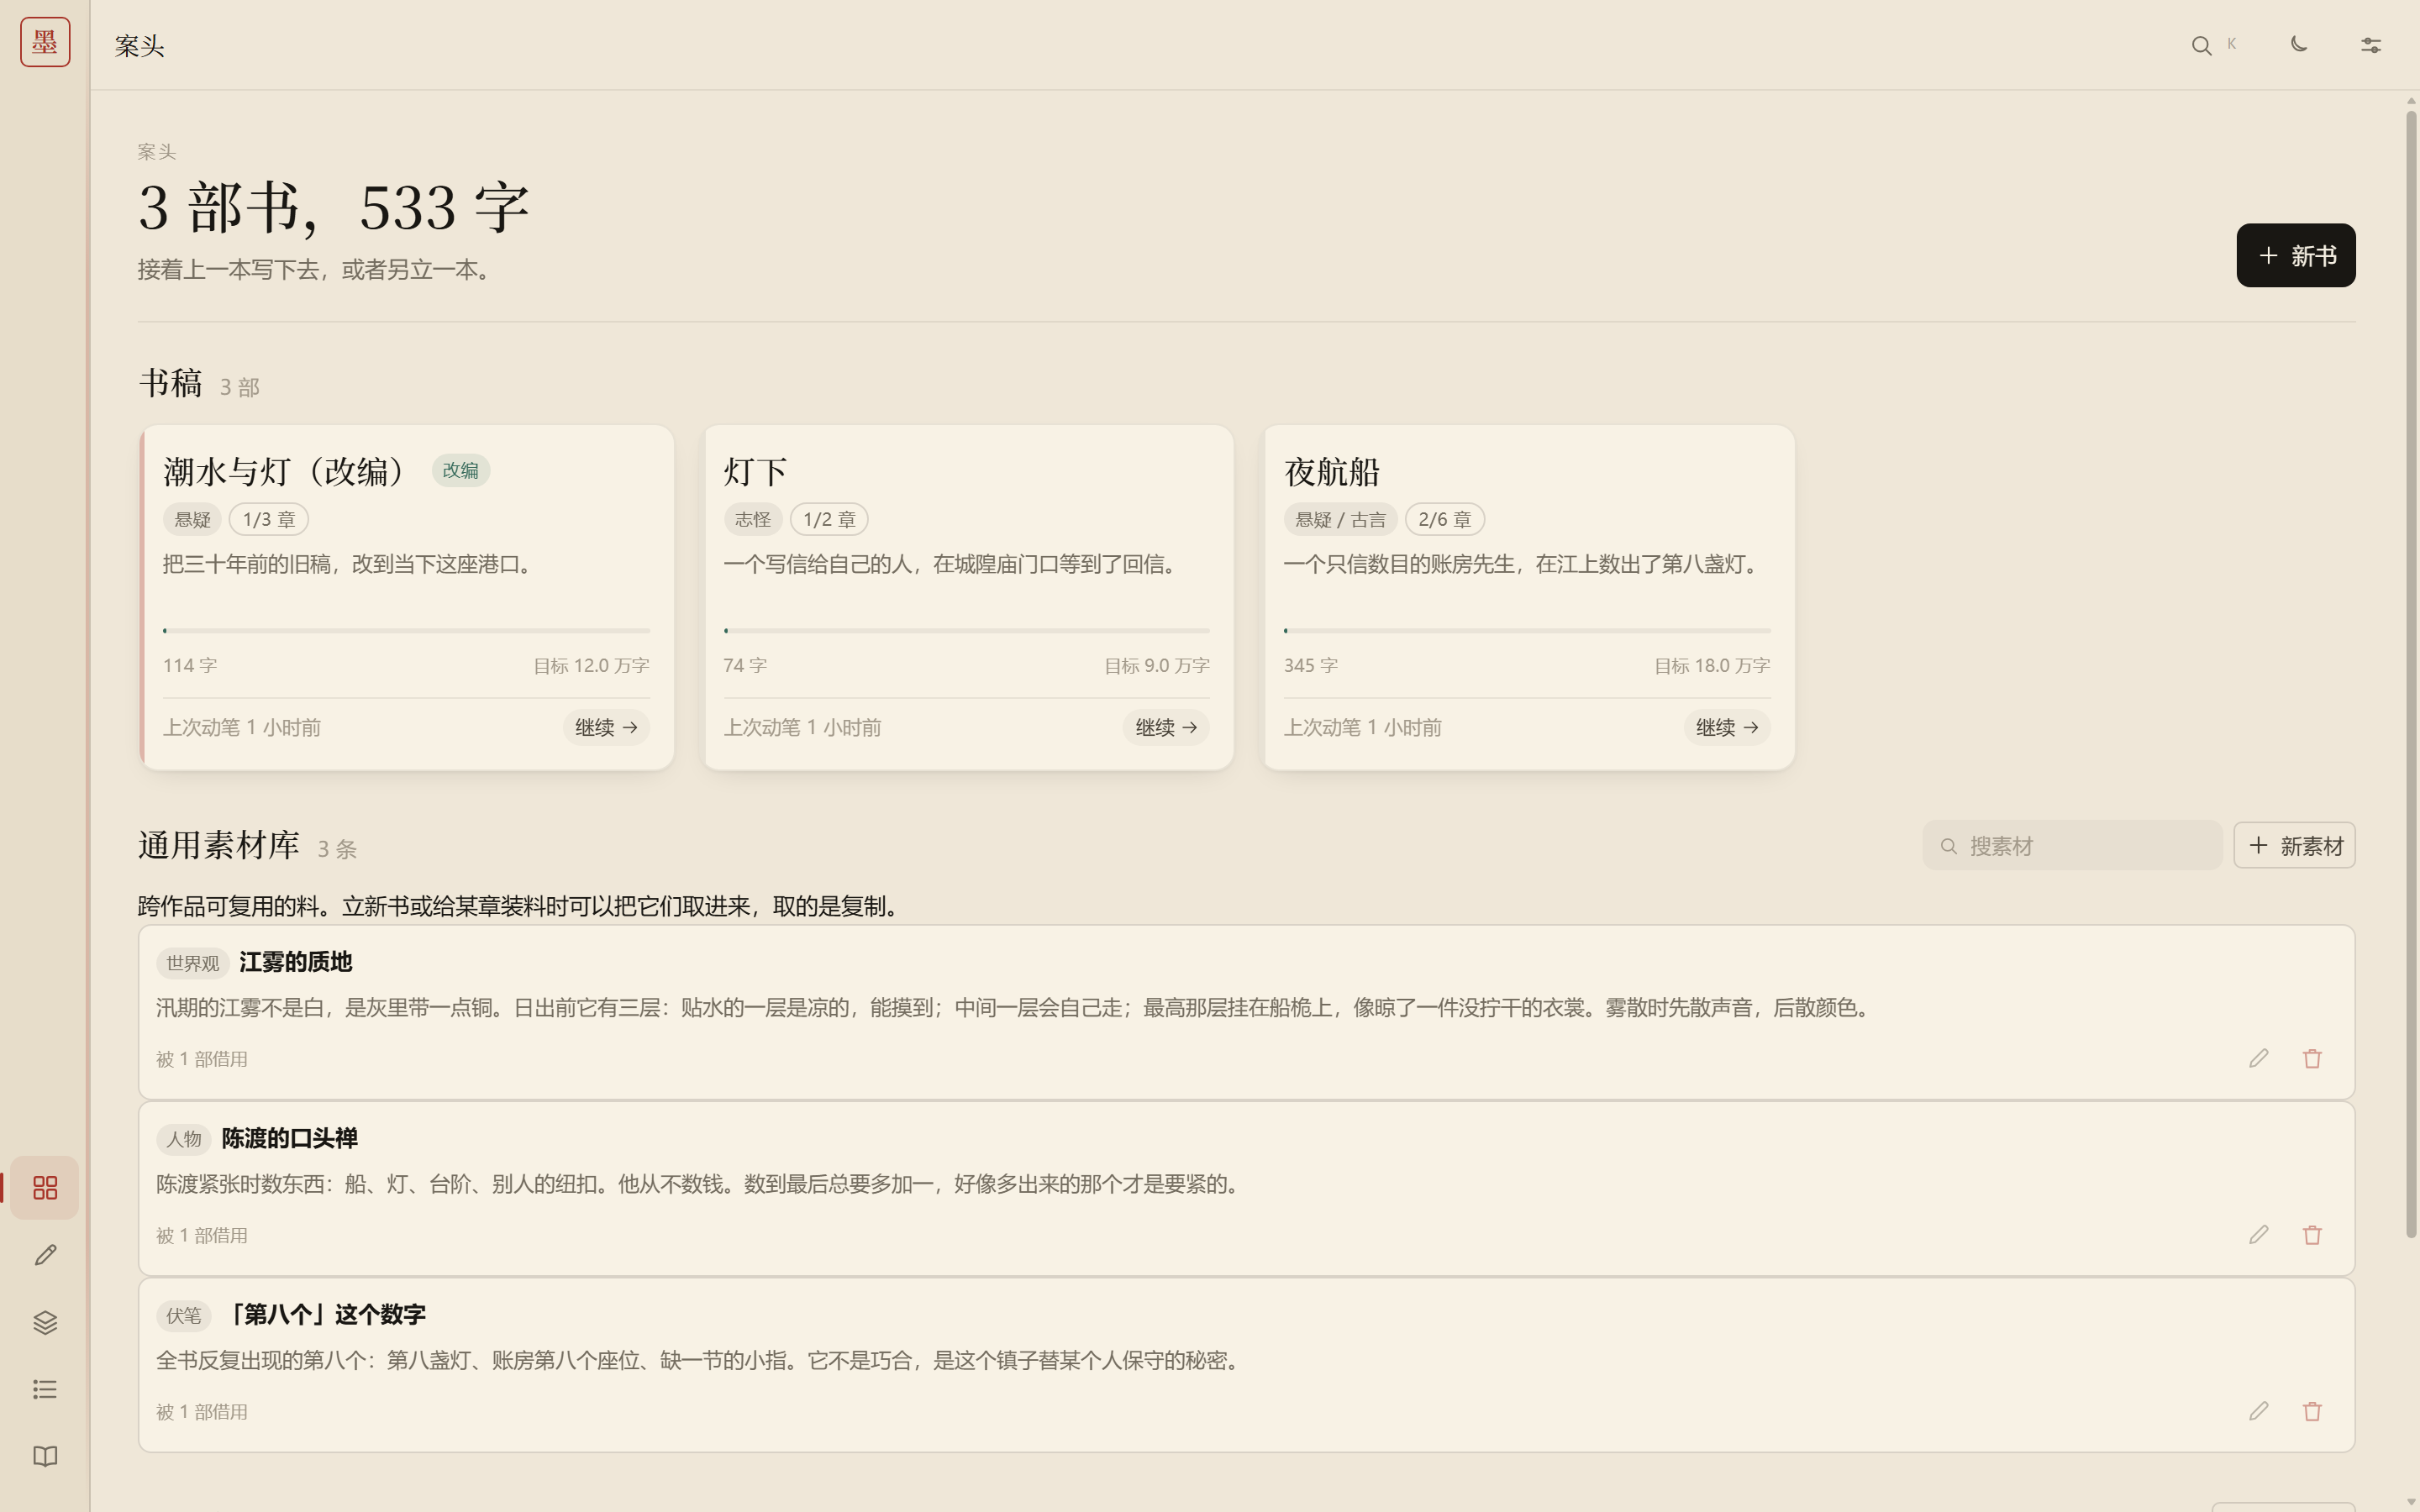 墨
案头
K
案头
3 部书，533 字
接着上一本写下去，或者另立一本。
+ 新书
书稿 3 部
潮水与灯（改编） 改编
悬疑 1/3 章
把三十年前的旧稿，改到当下这座港口。
114 字 目标 12.0 万字
上次动笔 1 小时前 继续 →
灯下
志怪 1/2 章
一个写信给自己的人，在城隍庙门口等到了回信。
74 字 目标 9.0 万字
上次动笔 1 小时前 继续 →
夜航船
悬疑 / 古言 2/6 章
一个只信数目的账房先生，在江上数出了第八盏灯。
345 字 目标 18.0 万字
上次动笔 1 小时前 继续 →
通用素材库 3 条
搜素材
+ 新素材
跨作品可复用的料。立新书或给某章装料时可以把它们取进来，取的是复制。
世界观 江雾的质地
汛期的江雾不是白，是灰里带一点铜。日出前它有三层：贴水的一层是凉的，能摸到；中间一层会自己走；最高那层挂在船桅上，像晾了一件没拧干的衣裳。雾散时先散声音，后散颜色。
被 1 部借用
人物 陈渡的口头禅
陈渡紧张时数东西：船、灯、台阶、别人的纽扣。他从不数钱。数到最后总要多加一，好像多出来的那个才是要紧的。
被 1 部借用
伏笔 「第八个」这个数字
全书反复出现的第八个：第八盏灯、账房第八个座位、缺一节的小指。它不是巧合，是这个镇子替某个人保守的秘密。
被 1 部借用